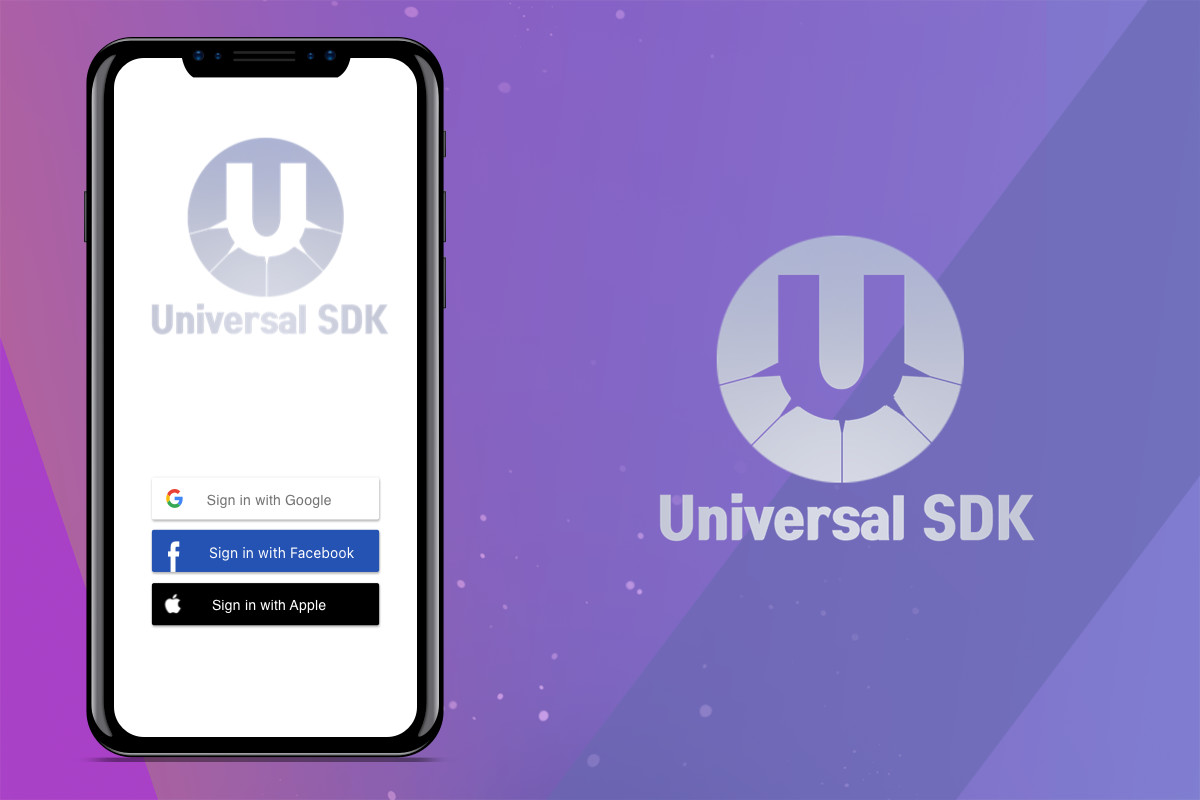 U
Universal SDK
Sign in with Google
Sign in with Facebook
Sign in with Apple
U
Universal SDK